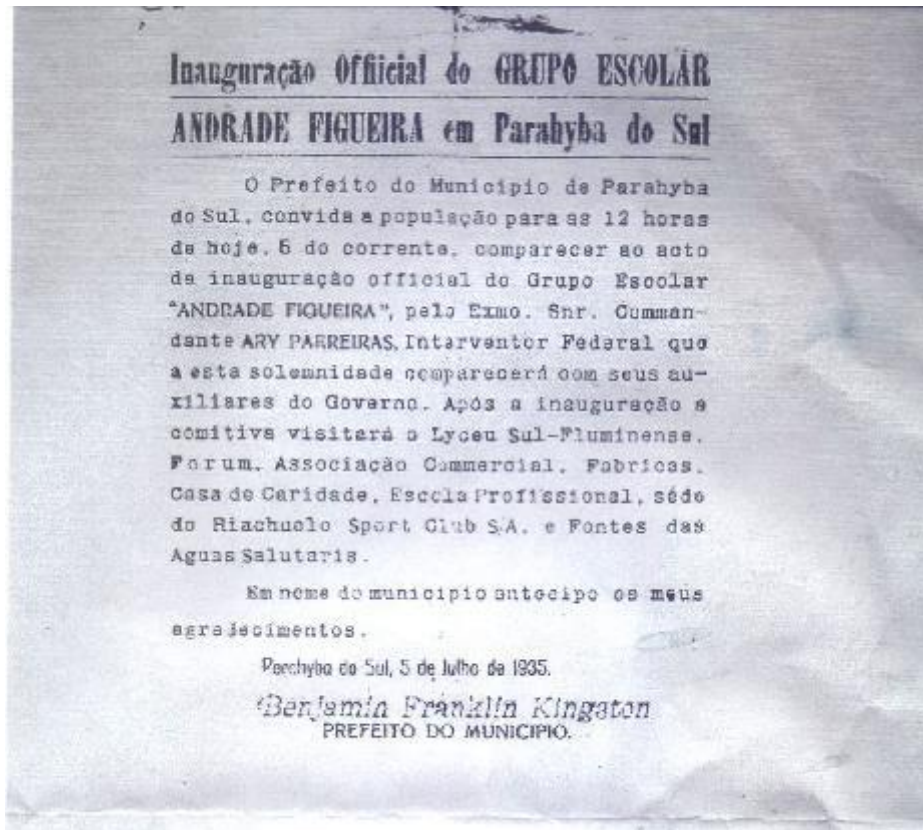 Inauguração Official do GRUPO ESCOLAR
ANDRADE FIGUEIRA em Parahyba do Sul
O Prefeito do Municipio de Parahyba
do Sul, convida a população para as 12 horas
de hoje, 5 do corrente, comparecer ao acto
da inauguração official do Grupo Escolar
"ANDRADE FIGUEIRA", pelo Exmo. Snr. Comman-
dante ARY PARREIRAS, Interventor Federal que
a esta solemnidade comparecerá com seus au-
xiliares do Governo. Após a inauguração a
comitiva visitará o Lyceu Sul-Fluminense,
Forum, Associação Commercial, Fabricas,
Casa de Caridade, Escola Profissional, séde
do Riachuelo Sport Club S.A. e Fontes das
Aguas Salutaris.
Em nome do municipio antecipo os meus
agradecimentos.
Parahyba do Sul, 5 de Julho de 1935.
Benjamin Franklin Kingston
PREFEITO DO MUNICIPIO.